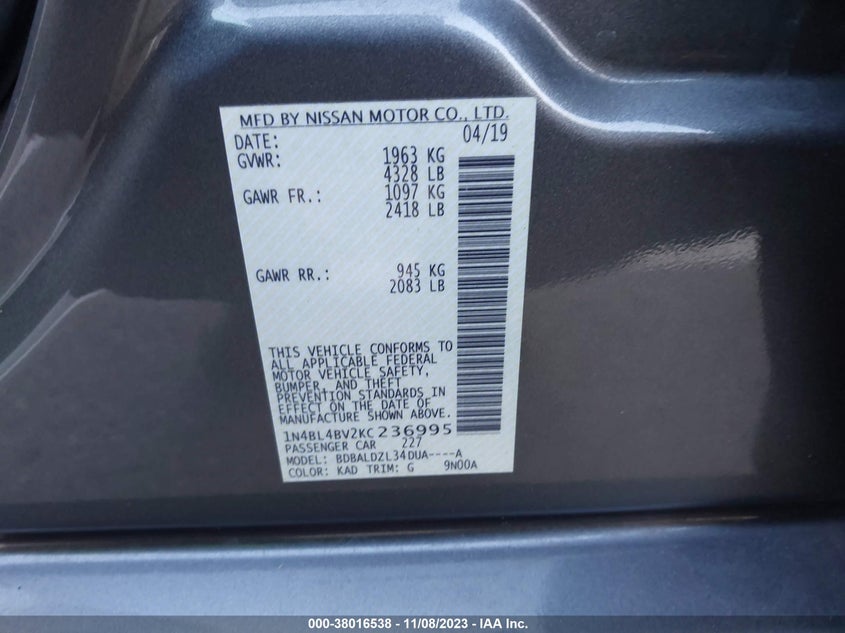 MFD BY NISSAN MOTOR CO., LTD.
DATE: 04/19
GVWR: 1963 KG
4328 LB
GAWR FR.: 1097 KG
2418 LB
GAWR RR.: 945 KG
2083 LB
THIS VEHICLE CONFORMS TO
ALL APPLICABLE FEDERAL
MOTOR VEHICLE SAFETY,
BUMPER, AND THEFT
PREVENTION STANDARDS IN
EFFECT ON THE DATE OF
MANUFACTURE SHOWN ABOVE.
1N4BL4BV2KC236995
PASSENGER CAR 227
MODEL: BDBALDZL34DUA----A
COLOR: KAD TRIM: G 9N00A
000-38016538 - 11/08/2023 - IAA Inc.